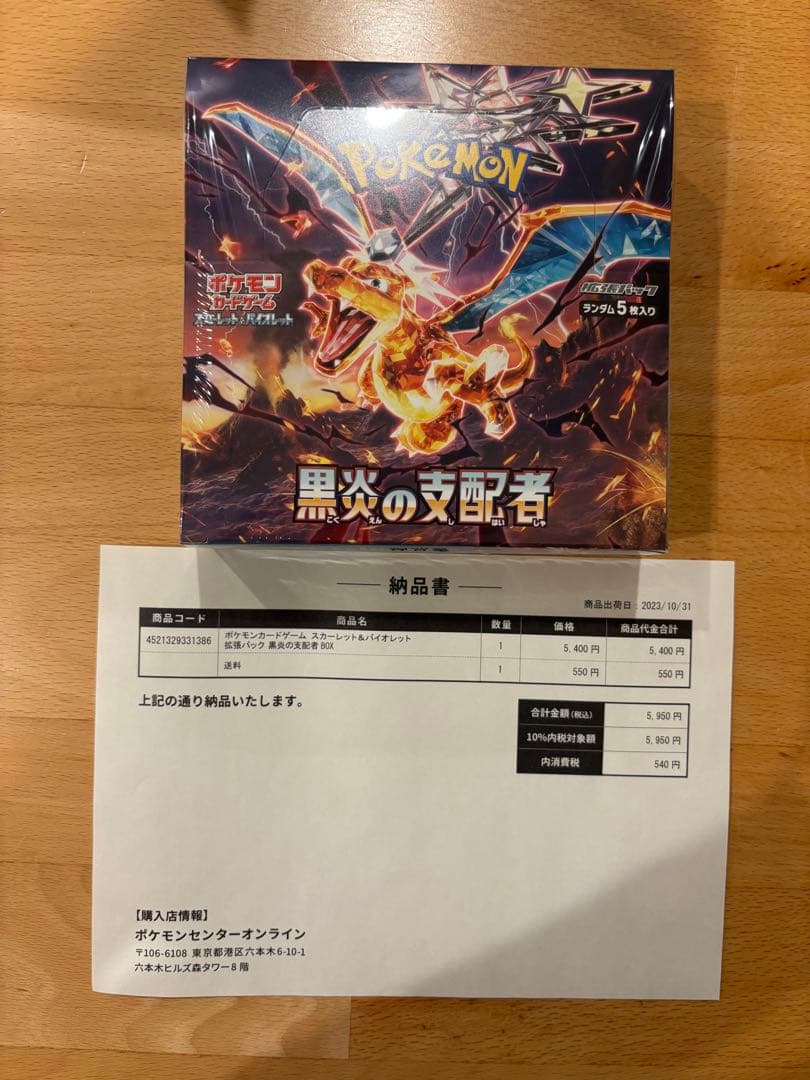 Pokémon
ポケモン
カードゲーム
スカーレット&バイオレット
拡張パック
ランダム5枚入り
黒炎の支配者
こくえん しはいしゃ
納品書
商品出荷日:2023/10/31
商品コード 商品名 数量 価格 商品代金合計
4521329331386 ポケモンカードゲーム スカーレット&バイオレット
拡張パック 黒炎の支配者 BOX 1 5,400 円 5,400 円
送料 1 550 円 550 円
上記の通り納品いたします。
合計金額(税込) 5,950 円
10%内税対象額 5,950 円
内消費税 540 円
【購入店情報】
ポケモンセンターオンライン
〒106-6108 東京都港区六本木6-10-1
六本木ヒルズ森タワー8 階